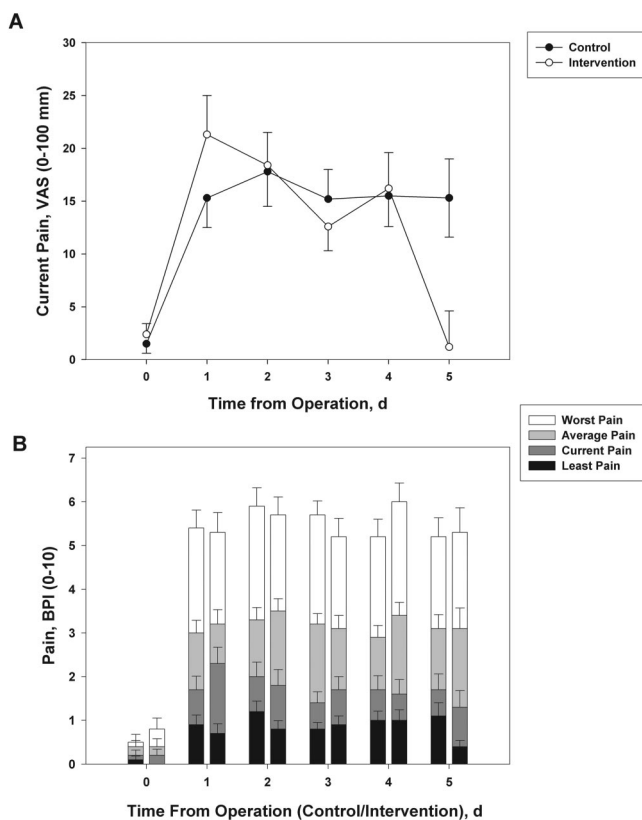 A
Control
Intervention
Current Pain, VAS (0-100 mm)
30
25
20
15
10
5
0
0 1 2 3 4 5
Time from Operation, d
Worst Pain
Average Pain
Current Pain
Least Pain
B
Pain, BPI (0-10)
7
6
5
4
3
2
1
0
0 1 2 3 4 5
Time From Operation (Control/Intervention), d